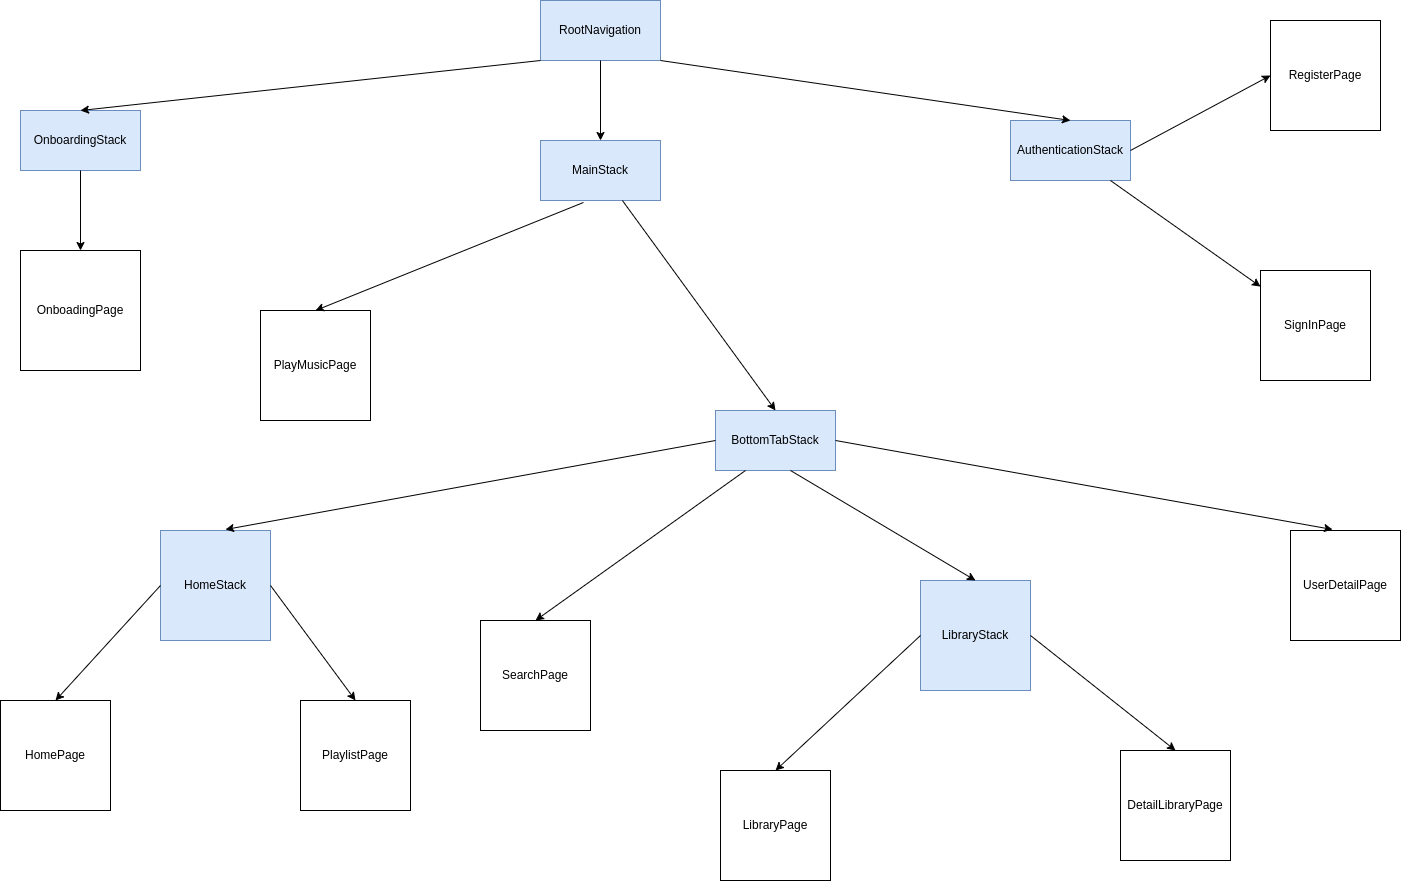 RootNavigation
RegisterPage
OnboardingStack
AuthenticationStack
MainStack
OnboadingPage
SignInPage
PlayMusicPage
BottomTabStack
HomeStack
UserDetailPage
LibraryStack
SearchPage
HomePage
PlaylistPage
DetailLibraryPage
LibraryPage